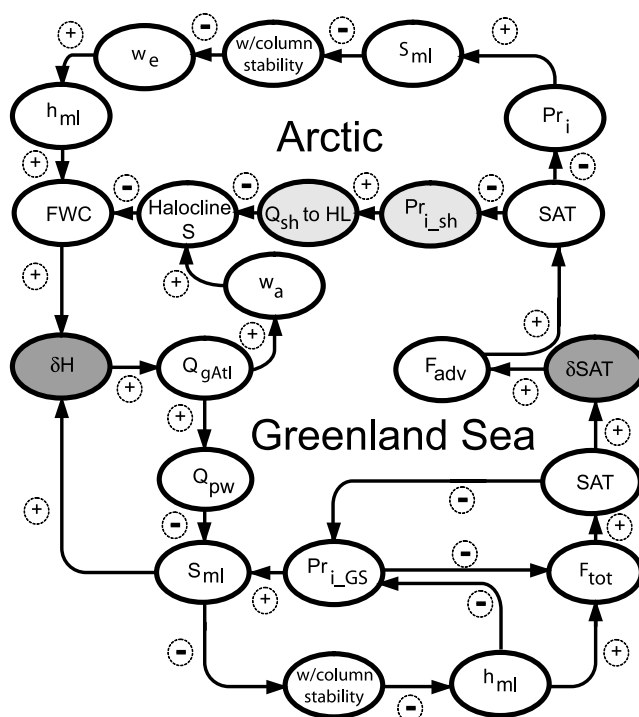 + - - +
w_e w/column stability S_ml
h_ml Pr_i
Arctic
+ - - + - -
FWC Halocline S Q_sh to HL Pr_i_sh SAT
+ + w_a +
+
δH + Q_gAtl F_adv + δSAT
+ +
Greenland Sea
Q_pw SAT
+ - - +
S_ml + Pr_i_GS - F_tot
- - +
w/column stability - h_ml